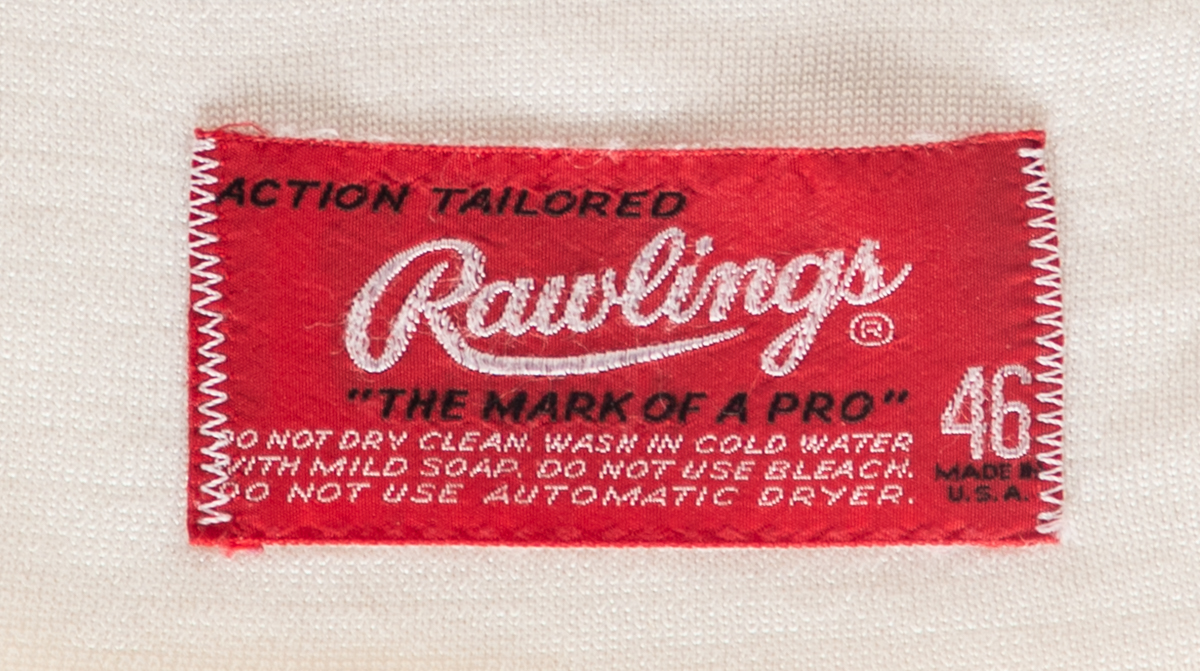 ACTION TAILORED
Rawlings ®
"THE MARK OF A PRO"
46
DO NOT DRY CLEAN. WASH IN COLD WATER
WITH MILD SOAP. DO NOT USE BLEACH.
DO NOT USE AUTOMATIC DRYER.
MADE IN
U.S.A.